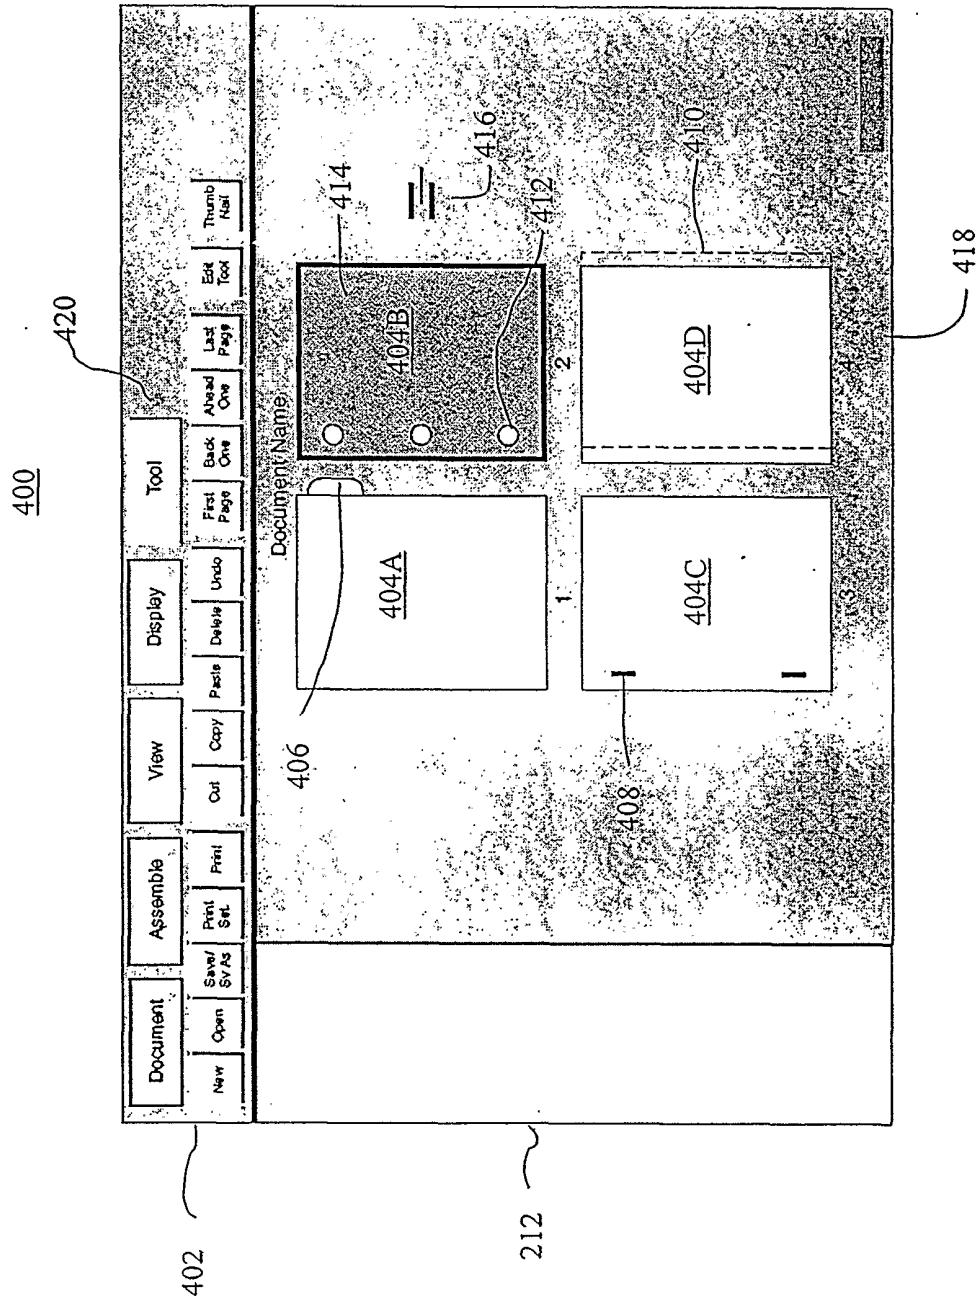 400
420
402
Document Assemble View Display Tool
New Open Save/ Sv As Print Set. Print Cut Copy Paste Delete Undo First Page Back One Ahead One Last Page Edit Tool Thumb Nail
Document Name
414
416
412
406
404A
404B
1
2
408
410
404C
404D
3
4
212
418